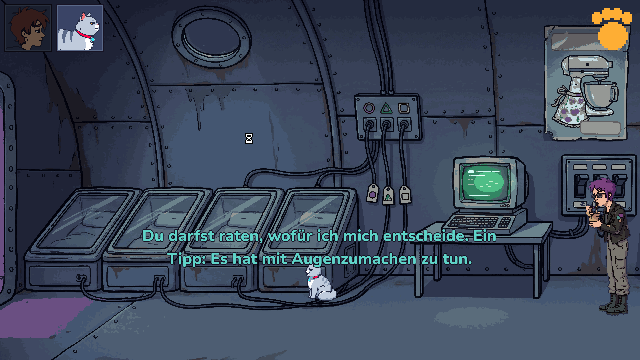 Du darfst raten, wofür ich mich entscheide. Ein
Tipp: Es hat mit Augenzumachen zu tun.